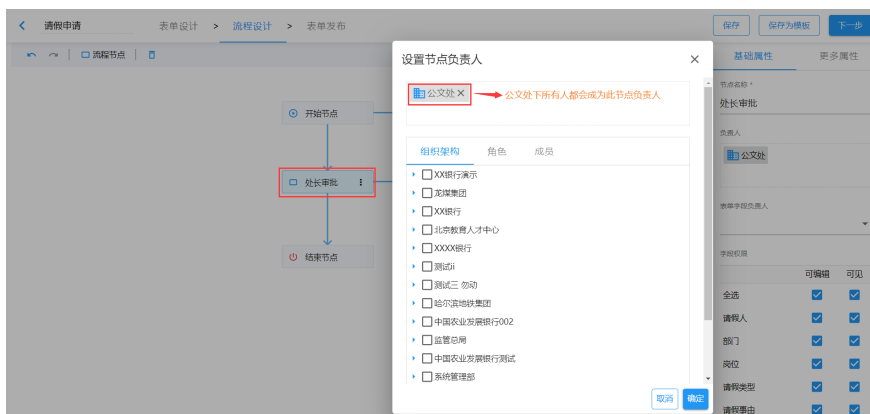 请假申请 表单设计 > 流程设计 > 表单发布 保存 保存为模板 下一步
流程节点
基础属性 更多属性
设置节点负责人
公文处 公文处下所有人都会成为此节点负责人
组织架构 角色 成员
XX银行演示
龙煤集团
XX银行
北京教育人才中心
XXXX银行
测试ii
测试三 勿动
哈尔滨地铁集团
中国农业发展银行002
监管总局
中国农业发展银行测试
系统管理部
取消 确定
开始节点
处长审批
结束节点
节点名称 *
处长审批
负责人
公文处
表单字段负责人
字段权限
可编辑 可见
全选
请假人
部门
岗位
请假类型
请假事由